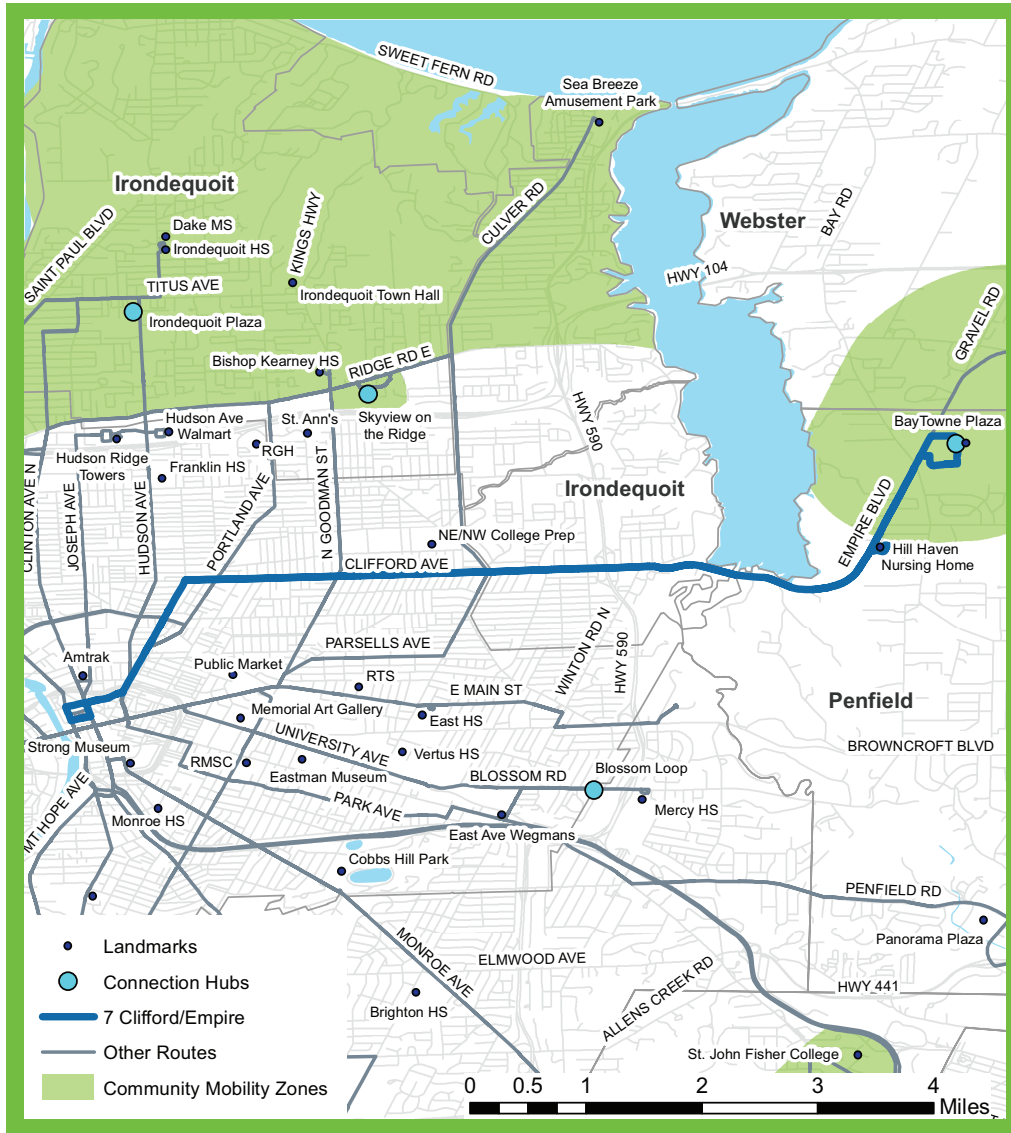 SWEET FERN RD
Sea Breeze
Amusement Park
Irondequoit
SAINT PAUL BLVD
Dake MS
Irondequoit HS
KINGS HWY
CULVER RD
Webster
BAY RD
TITUS AVE
Irondequoit Town Hall
HWY 104
Irondequoit Plaza
GRAVEL RD
Bishop Kearney HS
RIDGE RD E
Hudson Ave
Walmart
St. Ann's
Skyview on
the Ridge
HWY 590
BayTowne Plaza
Hudson Ridge
Towers
RGH
Franklin HS
Irondequoit
CLINTON AVE N
JOSEPH AVE
HUDSON AVE
PORTLAND AVE
N GOODMAN ST
EMPIRE BLVD
NE/NW College Prep
Hill Haven
Nursing Home
CLIFFORD AVE
PARSELLS AVE
WINTON RD N
HWY 590
Amtrak
Public Market
RTS
E MAIN ST
Penfield
Memorial Art Gallery
East HS
Strong Museum
UNIVERSITY AVE
Vertus HS
BROWNCROFT BLVD
RMSC
Eastman Museum
BLOSSOM RD
Blossom Loop
MT HOPE AVE
Monroe HS
PARK AVE
Mercy HS
East Ave Wegmans
Cobbs Hill Park
PENFIELD RD
Panorama Plaza
MONROE AVE
ELMWOOD AVE
ALLENS CREEK RD
HWY 441
Brighton HS
St. John Fisher College
Landmarks
Connection Hubs
7 Clifford/Empire
Other Routes
Community Mobility Zones
0 0.5 1 2 3 4
Miles